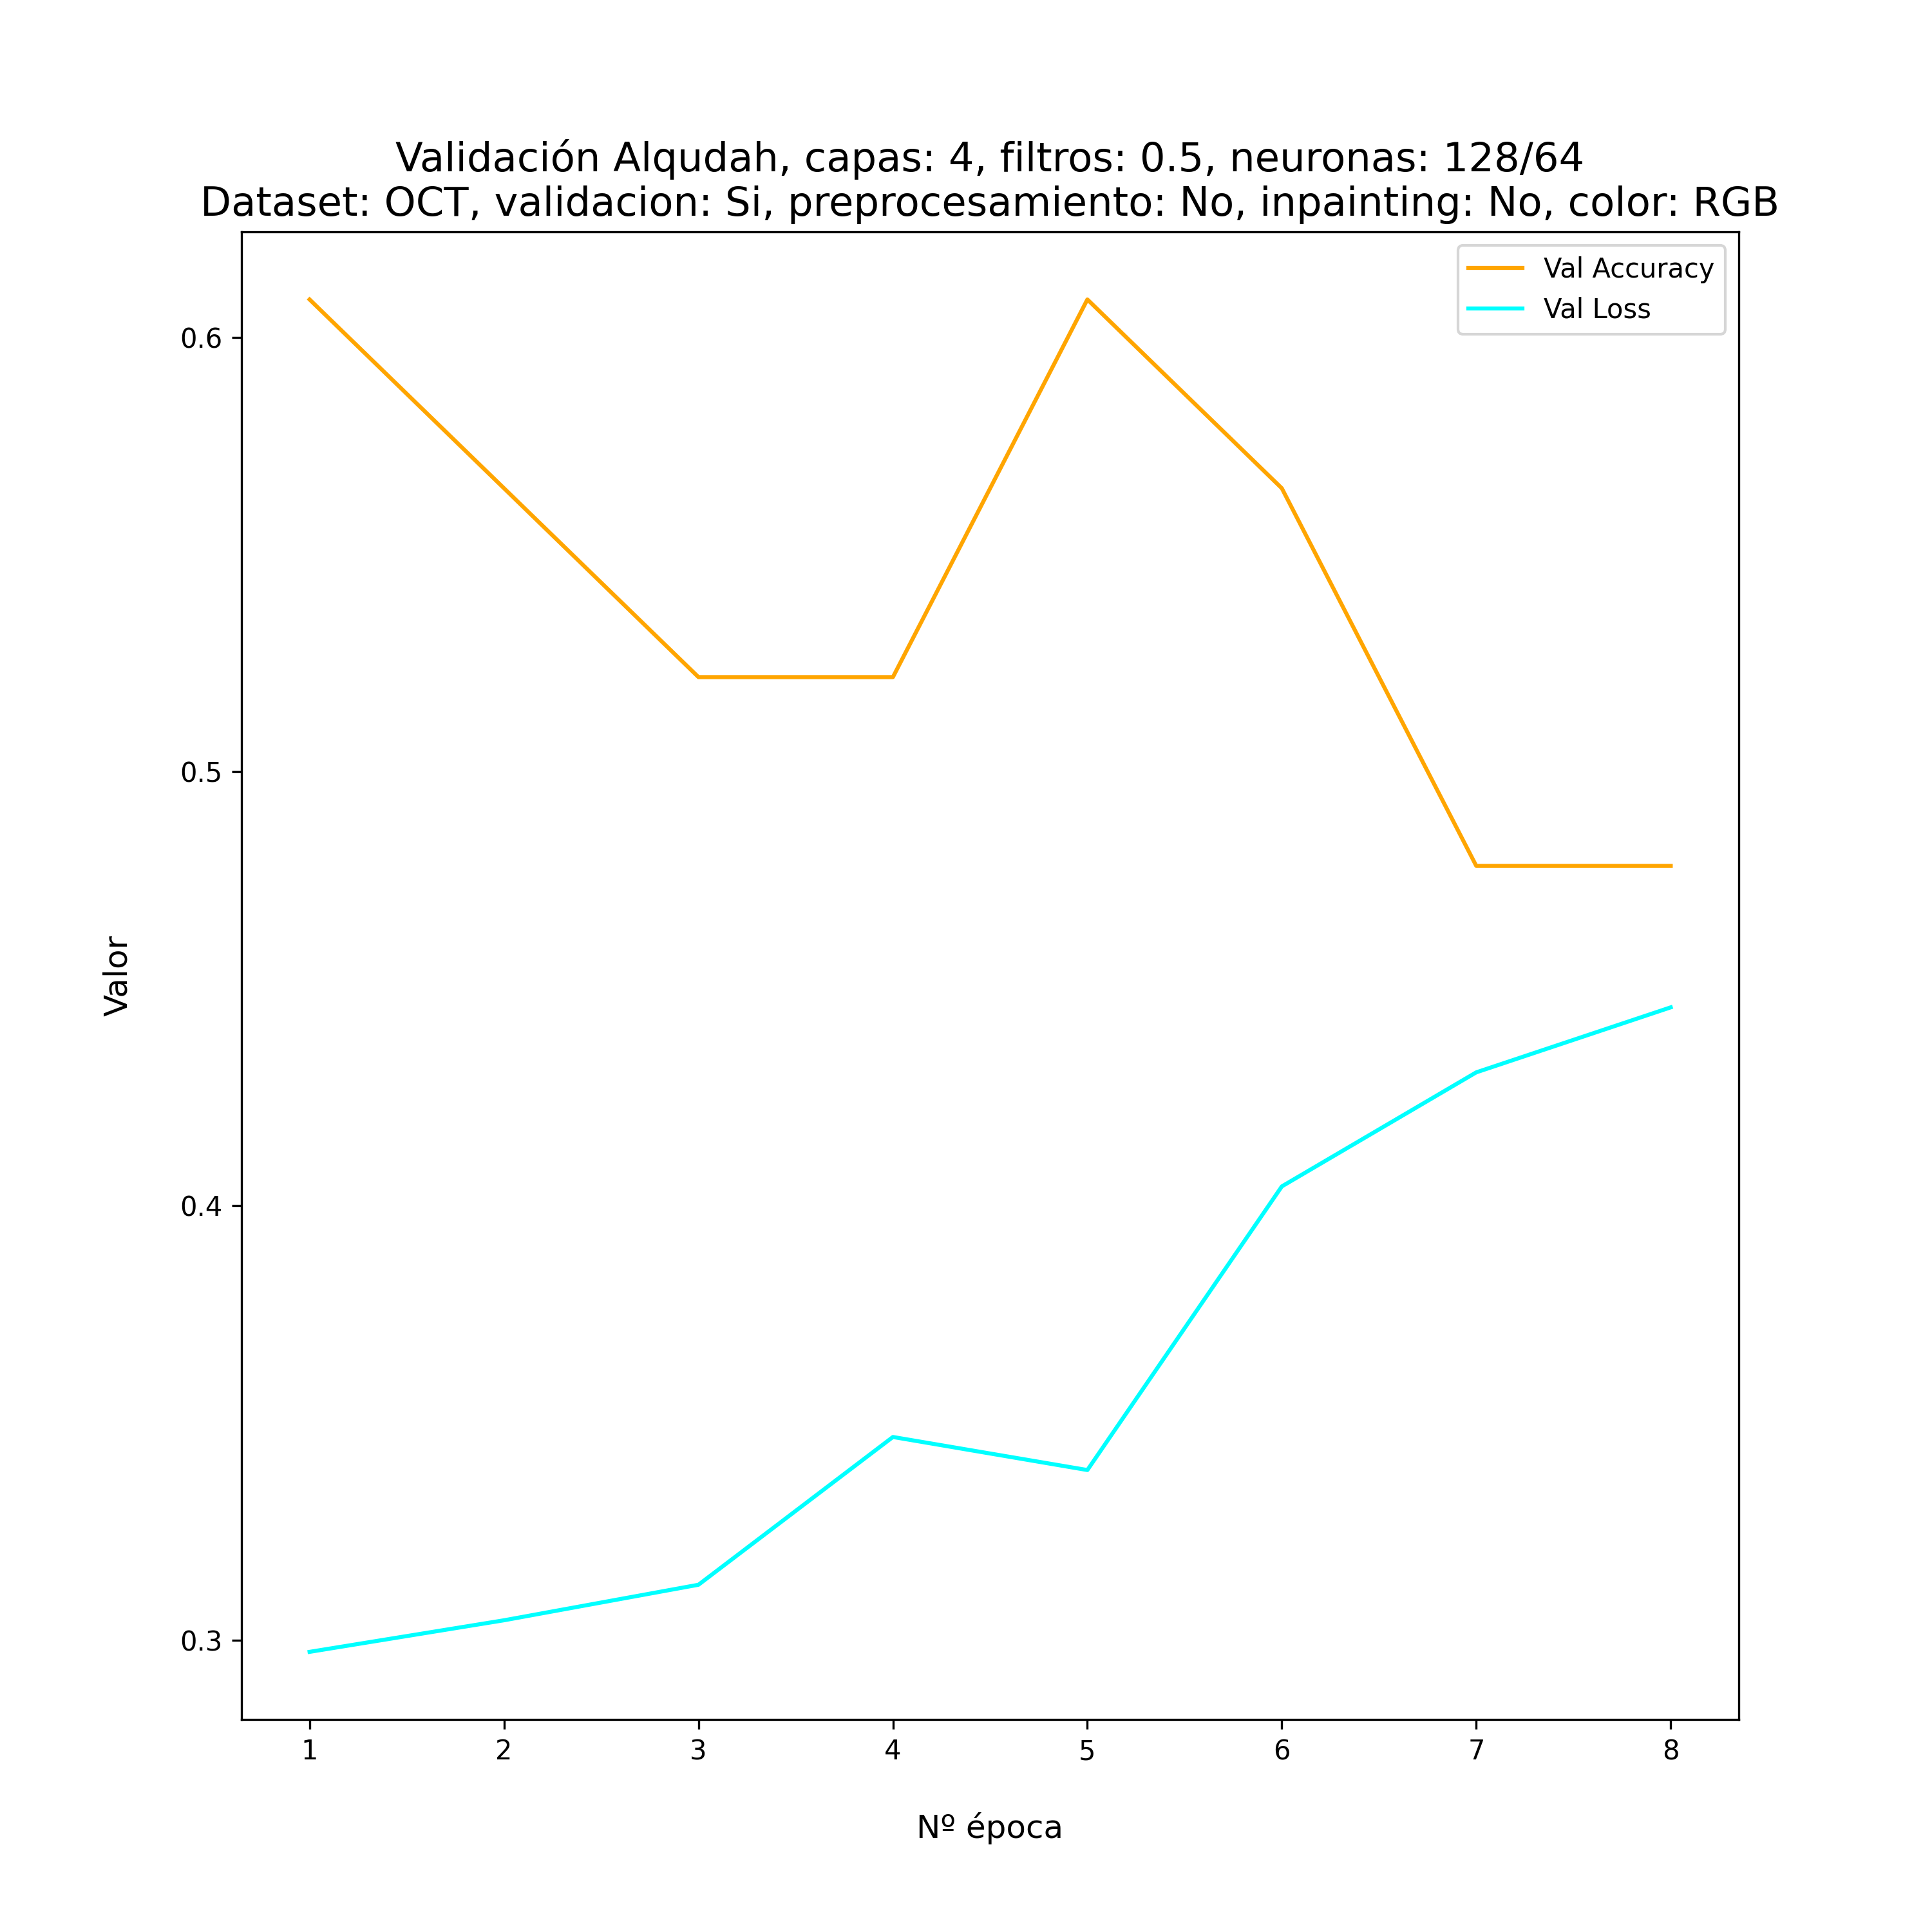 Validación Alqudah, capas: 4, filtros: 0.5, neuronas: 128/64
Dataset: OCT, validacion: Si, preprocesamiento: No, inpainting: No, color: RGB
Val Accuracy
Val Loss
0.6
0.5
0.4
0.3
Valor
1 2 3 4 5 6 7 8
Nº época